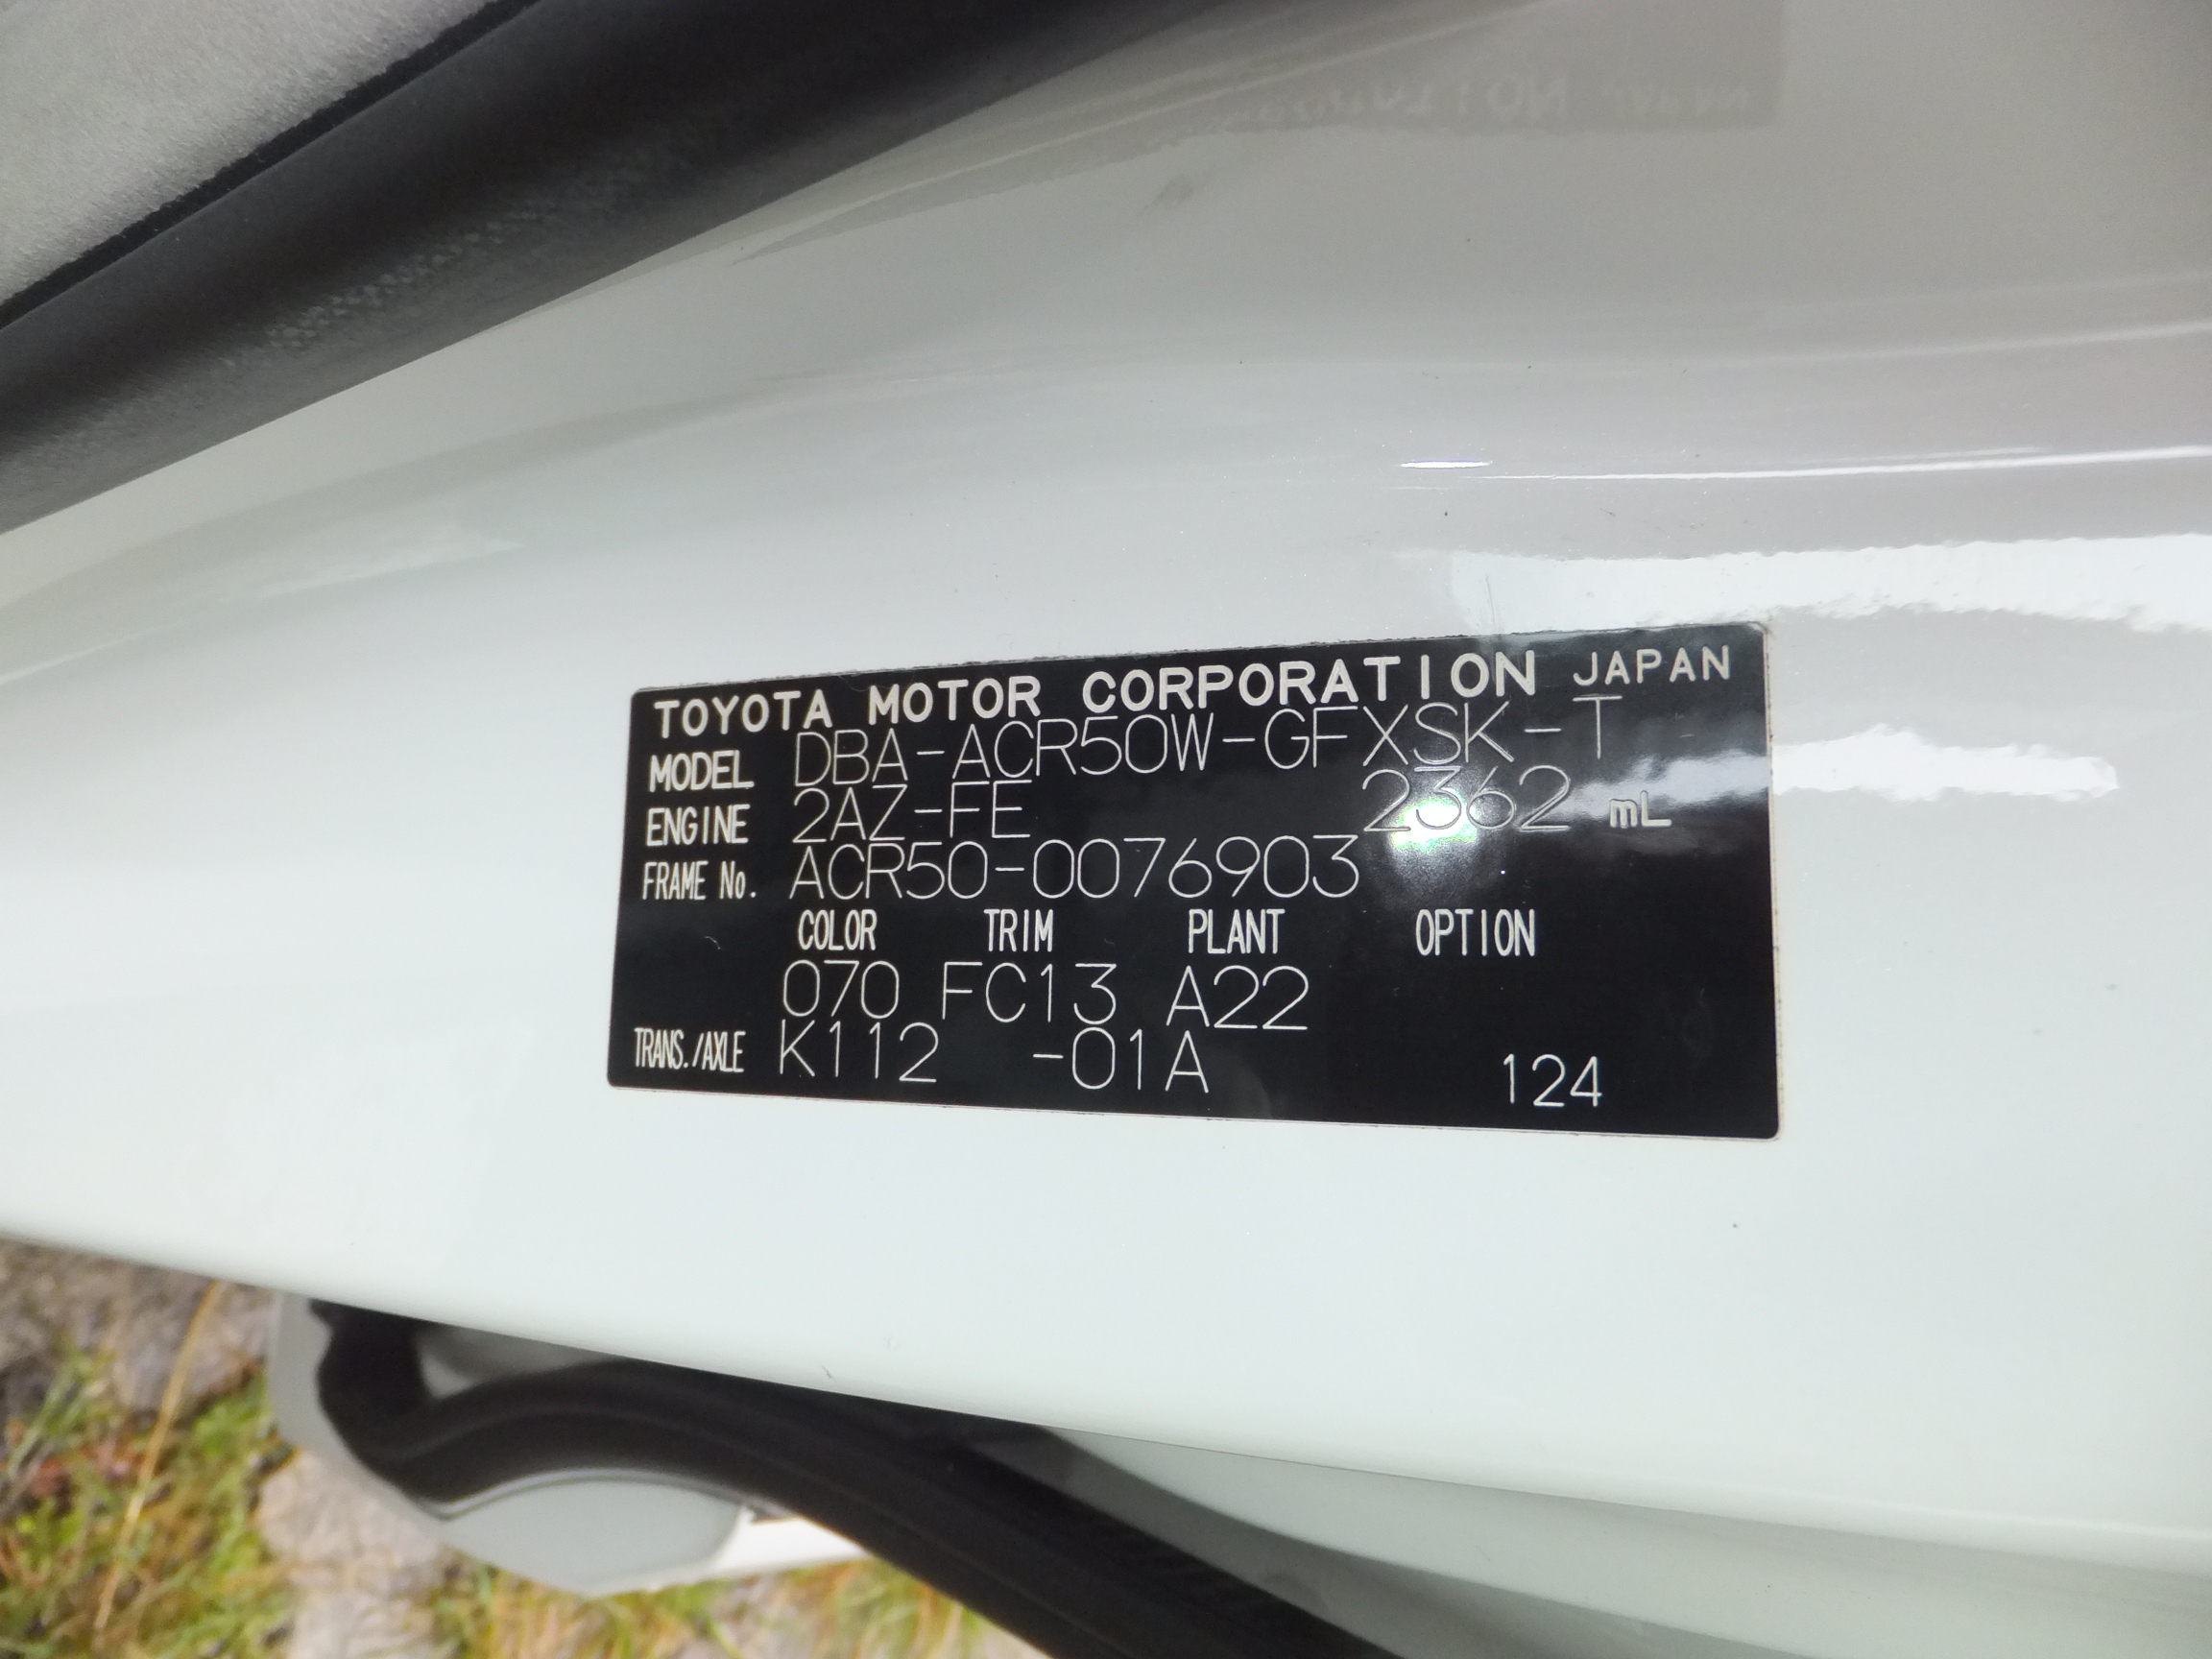 TOYOTA MOTOR CORPORATION JAPAN
MODEL DBA-ACR50W-GFXSK-T
ENGINE 2AZ-FE 2362 mL
FRAME No. ACR50-0076903
COLOR TRIM PLANT OPTION
070 FC13 A22
TRANS./AXLE K112 -01A 124